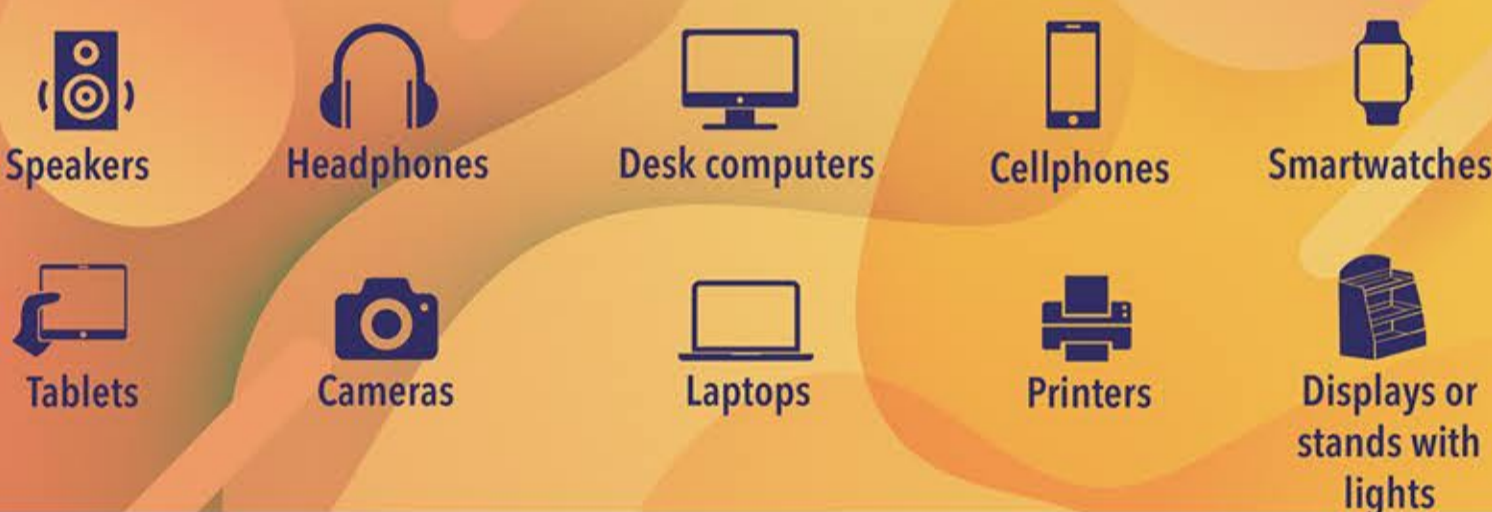 Speakers
Headphones
Desk computers
Cellphones
Smartwatches
Tablets
Cameras
Laptops
Printers
Displays or
stands with
lights